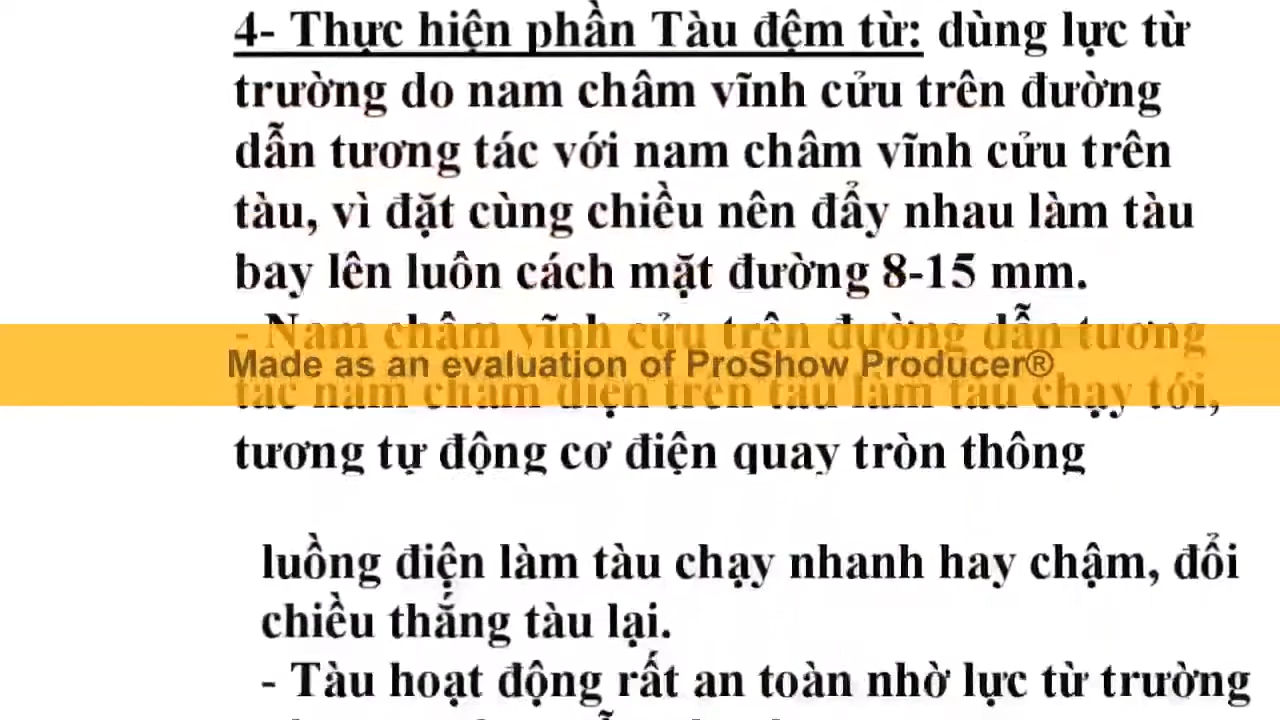 4- Thực hiện phần Tàu đệm từ: dùng lực từ
trường do nam châm vĩnh cửu trên đường
dẫn tương tác với nam châm vĩnh cửu trên
tàu, vì đặt cùng chiều nên đẩy nhau làm tàu
bay lên luôn cách mặt đường 8-15 mm.
- Nam châm vĩnh cửu trên đường dẫn tương
Made as an evaluation of ProShow Producer®
tác nam châm điện trên tàu làm tàu chạy tới,
tương tự động cơ điện quay tròn thông
luồng điện làm tàu chạy nhanh hay chậm, đổi
chiều thắng tàu lại.
- Tàu hoạt động rất an toàn nhờ lực từ trường